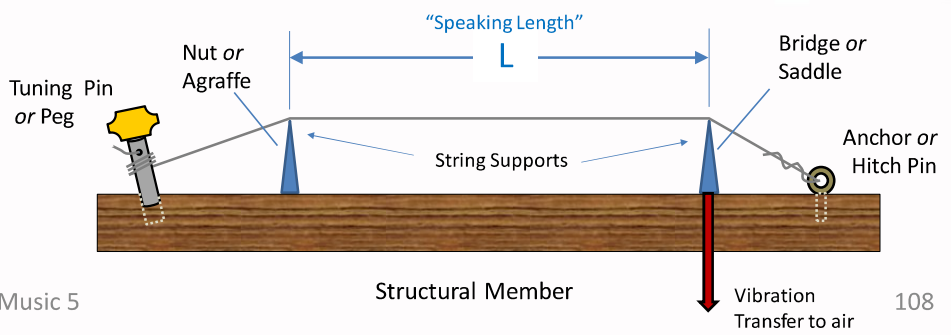 “Speaking Length”
L
Nut or
Agraffe
Bridge or
Saddle
Tuning Pin
or Peg
String Supports
Anchor or
Hitch Pin
Structural Member
Vibration
Transfer to air
Music 5
108